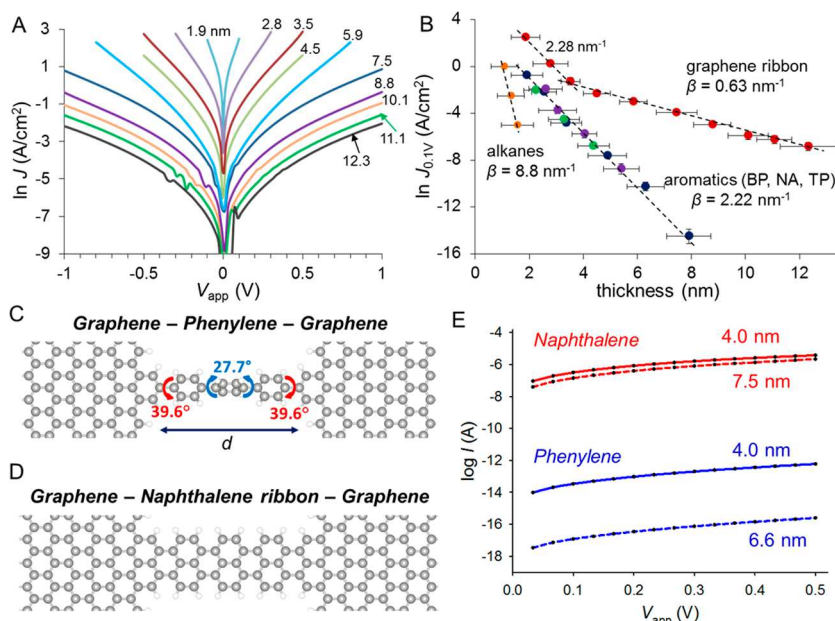 A
3
1
-1
-3
-5
-7
-9
ln J (A/cm²)
1.9 nm
2.8
3.5
4.5
5.9
7.5
8.8
10.1
11.1
12.3
-1
-0.5
0
0.5
1
Vapp (V)
B
4
0
-4
-8
-12
-16
ln J0.1V (A/cm²)
2.28 nm⁻¹
graphene ribbon
β = 0.63 nm⁻¹
alkanes
β = 8.8 nm⁻¹
aromatics (BP, NA, TP)
β = 2.22 nm⁻¹
0
2
4
6
8
10
12
thickness (nm)
C
Graphene – Phenylene – Graphene
27.7°
39.6°
39.6°
d
D
Graphene – Naphthalene ribbon – Graphene
E
-4
-6
-8
-10
-12
-14
-16
-18
log I (A)
Naphthalene
4.0 nm
7.5 nm
Phenylene
4.0 nm
6.6 nm
0.0
0.1
0.2
0.3
0.4
0.5
Vapp (V)